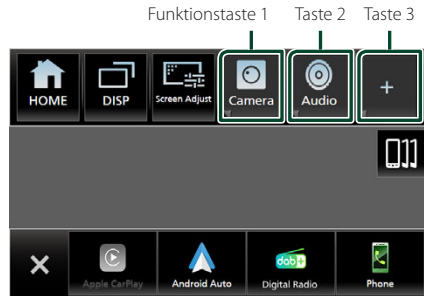 Funktionstaste 1 Taste 2 Taste 3
HOME DISP Screen Adjust Camera Audio +
Apple CarPlay Android Auto dab+ Digital Radio Phone